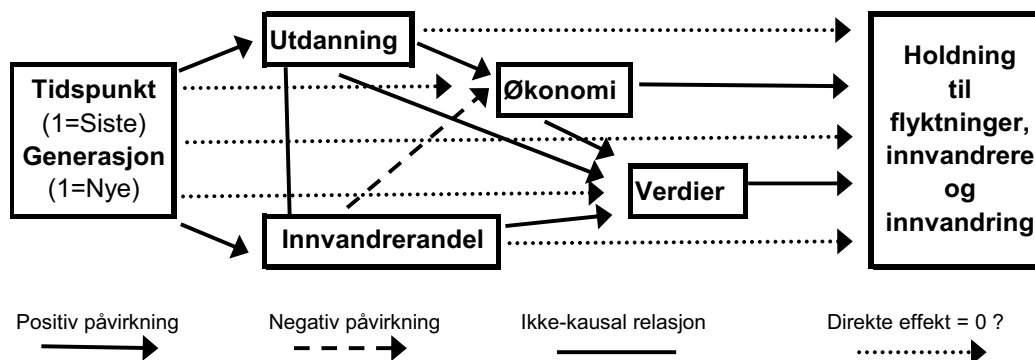 Tidspunkt
(1=Siste)
Generasjon
(1=Nye)
Utdanning
Økonomi
Verdier
Innvandrerandel
Holdning
til
flyktninger,
innvandrere
og
innvandring
Positiv påvirkning
Negativ påvirkning
Ikke-kausal relasjon
Direkte effekt = 0 ?